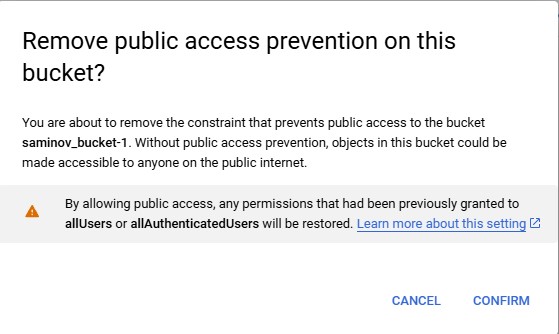 Remove public access prevention on this
bucket?
You are about to remove the constraint that prevents public access to the bucket
saminov_bucket-1. Without public access prevention, objects in this bucket could be
made accessible to anyone on the public internet.
By allowing public access, any permissions that had been previously granted to
allUsers or allAuthenticatedUsers will be restored. Learn more about this setting
CANCEL CONFIRM